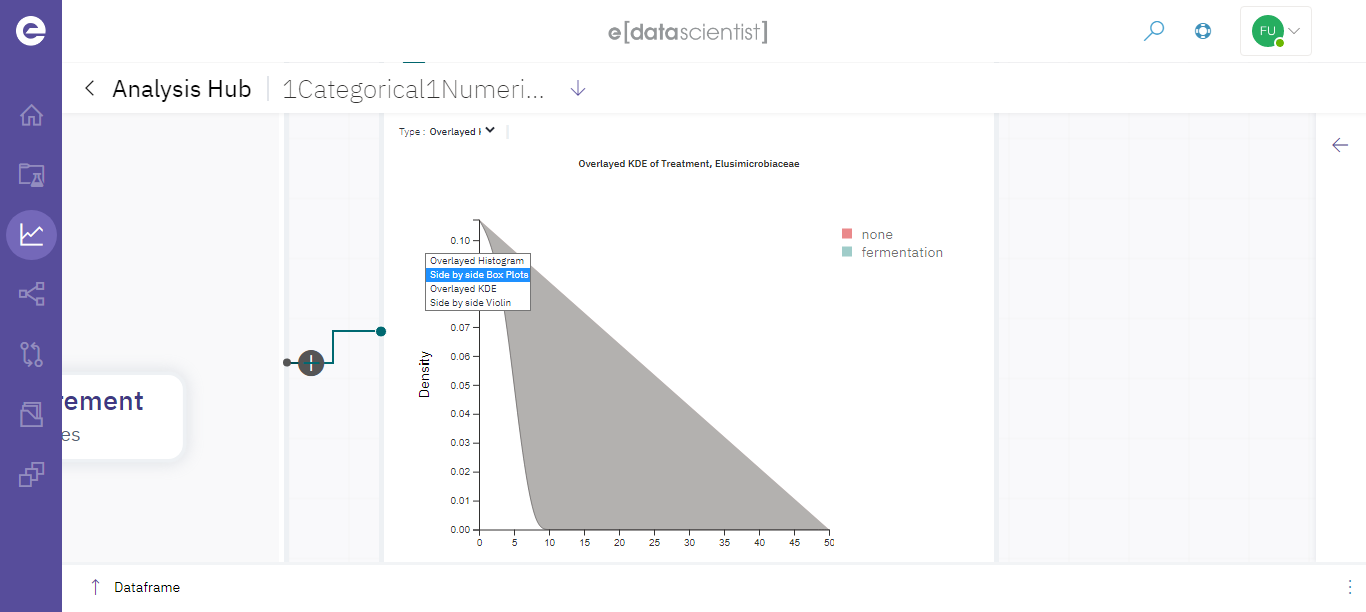 e[datascientist]
FU
Analysis Hub
1Categorical1Numeri...
Type : Overlayed
Overlayed KDE of Treatment, Elusimicrobiaceae
none
fermentation
0.10
Overlayed Histogram
Side by side Box Plots
Overlayed KDE
Side by side Violin
0.07
0.06
0.05
0.04
0.03
0.02
0.01
0.00
Density
0 5 10 15 20 25 30 35 40 45 50
ement
es
Dataframe